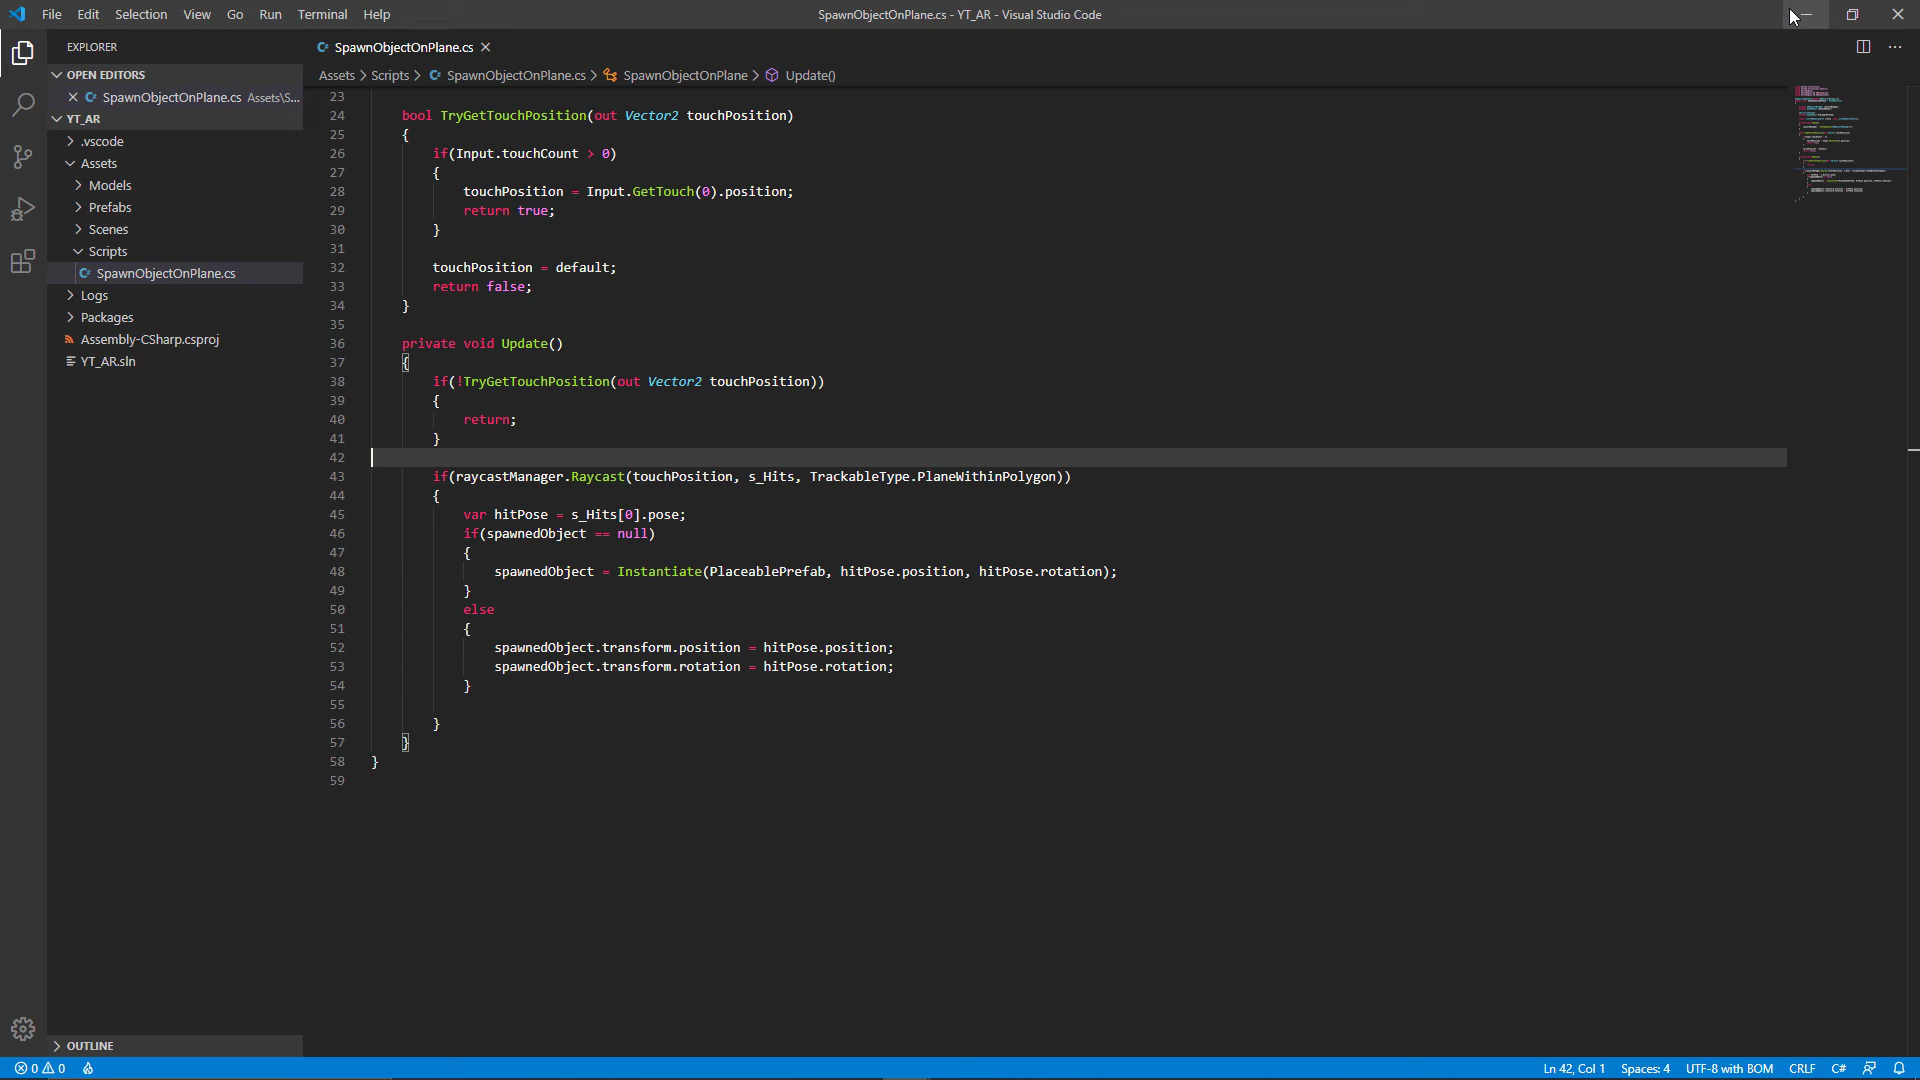 File Edit Selection View Go Run Terminal Help
SpawnObjectOnPlane.cs - YT_AR - Visual Studio Code
EXPLORER
OPEN EDITORS
SpawnObjectOnPlane.cs Assets\S...
YT_AR
.vscode
Assets
Models
Prefabs
Scenes
Scripts
SpawnObjectOnPlane.cs
Logs
Packages
Assembly-CSharp.csproj
YT_AR.sln
OUTLINE
SpawnObjectOnPlane.cs
Assets > Scripts > SpawnObjectOnPlane.cs > SpawnObjectOnPlane > Update()
23
24 bool TryGetTouchPosition(out Vector2 touchPosition)
25 {
26 if(Input.touchCount > 0)
27 {
28 touchPosition = Input.GetTouch(0).position;
29 return true;
30 }
31
32 touchPosition = default;
33 return false;
34 }
35
36 private void Update()
37 {
38 if(!TryGetTouchPosition(out Vector2 touchPosition))
39 {
40 return;
41 }
42
43 if(raycastManager.Raycast(touchPosition, s_Hits, TrackableType.PlaneWithinPolygon))
44 {
45 var hitPose = s_Hits[0].pose;
46 if(spawnedObject == null)
47 {
48 spawnedObject = Instantiate(PlaceablePrefab, hitPose.position, hitPose.rotation);
49 }
50 else
51 {
52 spawnedObject.transform.position = hitPose.position;
53 spawnedObject.transform.rotation = hitPose.rotation;
54 }
55
56 }
57 }
58 }
59
0 0
Ln 42, Col 1 Spaces: 4 UTF-8 with BOM CRLF C#